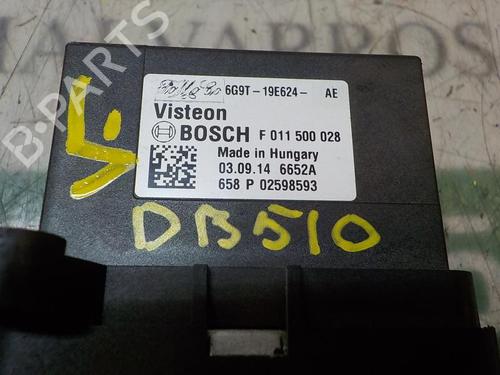 MALVARROS
B-PARTS
6G9T-19E624- AE
Visteon
BOSCH F 011 500 028
Made in Hungary
03.09.14 6652A
658 P 02598593
DB510